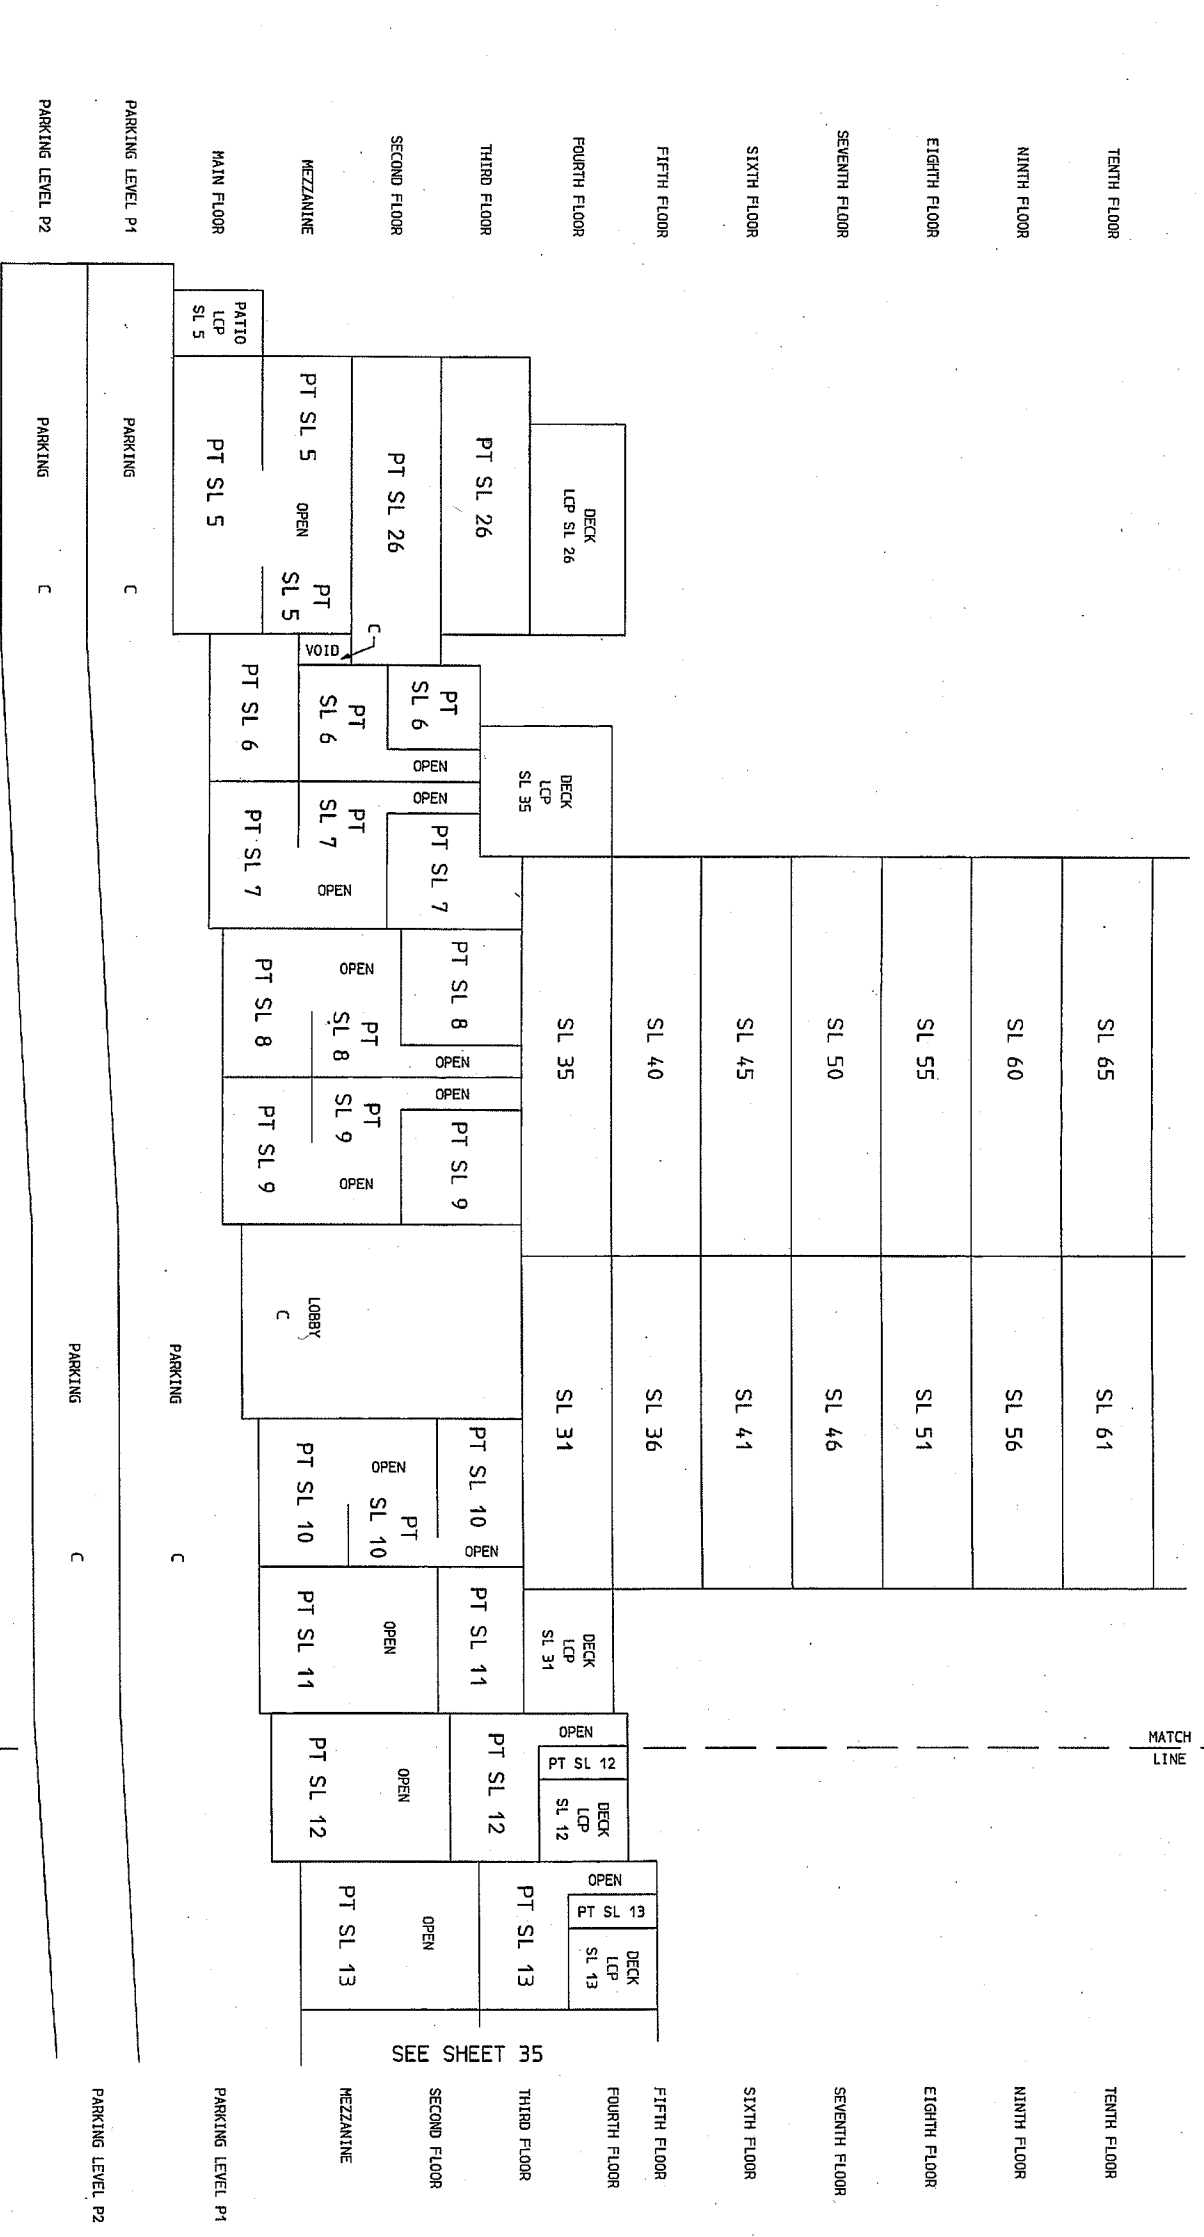 TENTH FLOOR
NINTH FLOOR
EIGHTH FLOOR
SEVENTH FLOOR
SIXTH FLOOR
FIFTH FLOOR
FOURTH FLOOR
THIRD FLOOR
SECOND FLOOR
MEZZANINE
MAIN FLOOR
PARKING LEVEL P1
PARKING LEVEL P2
MATCH
LINE
SL 65
SL 61
SL 60
SL 56
SL 55
SL 51
SL 50
SL 46
SL 45
SL 41
SL 40
SL 36
DECK
LCP SL 26
DECK
LCP
SL 35
SL 35
SL 31
DECK
LCP
SL 31
OPEN
PT SL 12
DECK
LCP
SL 12
OPEN
PT SL 13
DECK
LCP
SL 13
PT SL 26
PT
SL 6
OPEN
OPEN
PT SL 7
PT SL 8
OPEN
OPEN
PT SL 9
PT SL 10
OPEN
PT SL 11
PT SL 12
PT SL 13
PT SL 26
C
VOID
PT SL 5
OPEN
PT
SL 5
PT
SL 6
PT
SL 7
OPEN
OPEN
PT
SL 8
PT
SL 9
OPEN
LOBBY
C
OPEN
PT
SL 10
OPEN
OPEN
OPEN
PATIO
LCP
SL 5
PT SL 5
PT SL 6
PT SL 7
PT SL 8
PT SL 9
PT SL 10
PT SL 11
PT SL 12
PT SL 13
PARKING
C
PARKING
C
PARKING
C
PARKING
C
SEE SHEET 35
TENTH FLOOR
NINTH FLOOR
EIGHTH FLOOR
SEVENTH FLOOR
SIXTH FLOOR
FIFTH FLOOR
FOURTH FLOOR
THIRD FLOOR
SECOND FLOOR
MEZZANINE
PARKING LEVEL P1
PARKING LEVEL P2